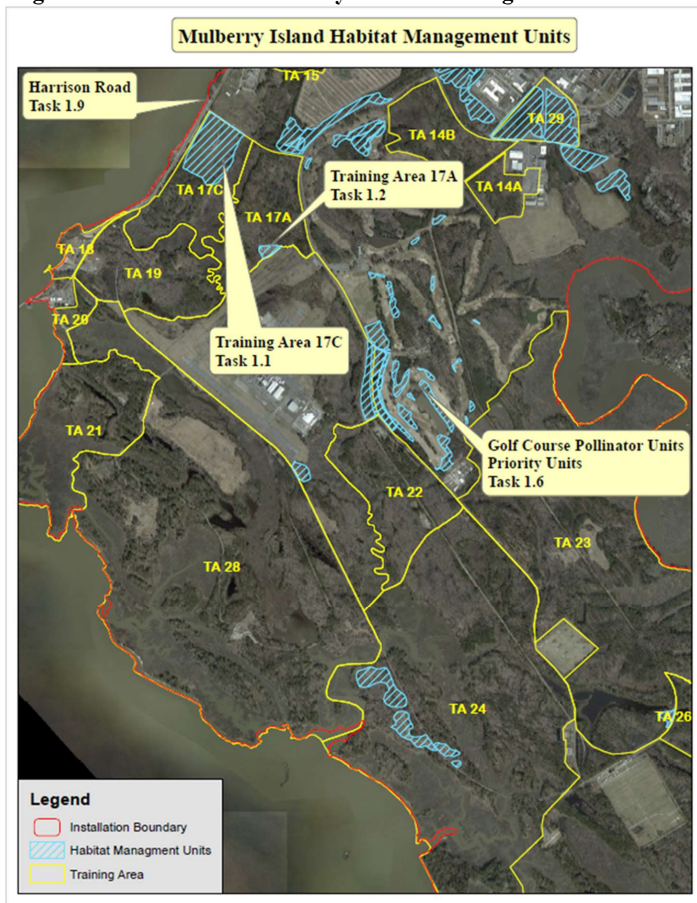 Mulberry Island Habitat Management Units
TA 15
Harrison Road
Task 1.9
TA 29
TA 14B
Training Area 17A
Task 1.2
TA 14A
TA 17C
TA 17A
TA 18
TA 19
TA 20
Training Area 17C
Task 1.1
TA 21
Golf Course Pollinator Units
Priority Units
Task 1.6
TA 22
TA 23
TA 28
TA 24
TA 26
Legend
Installation Boundary
Habitat Managment Units
Training Area